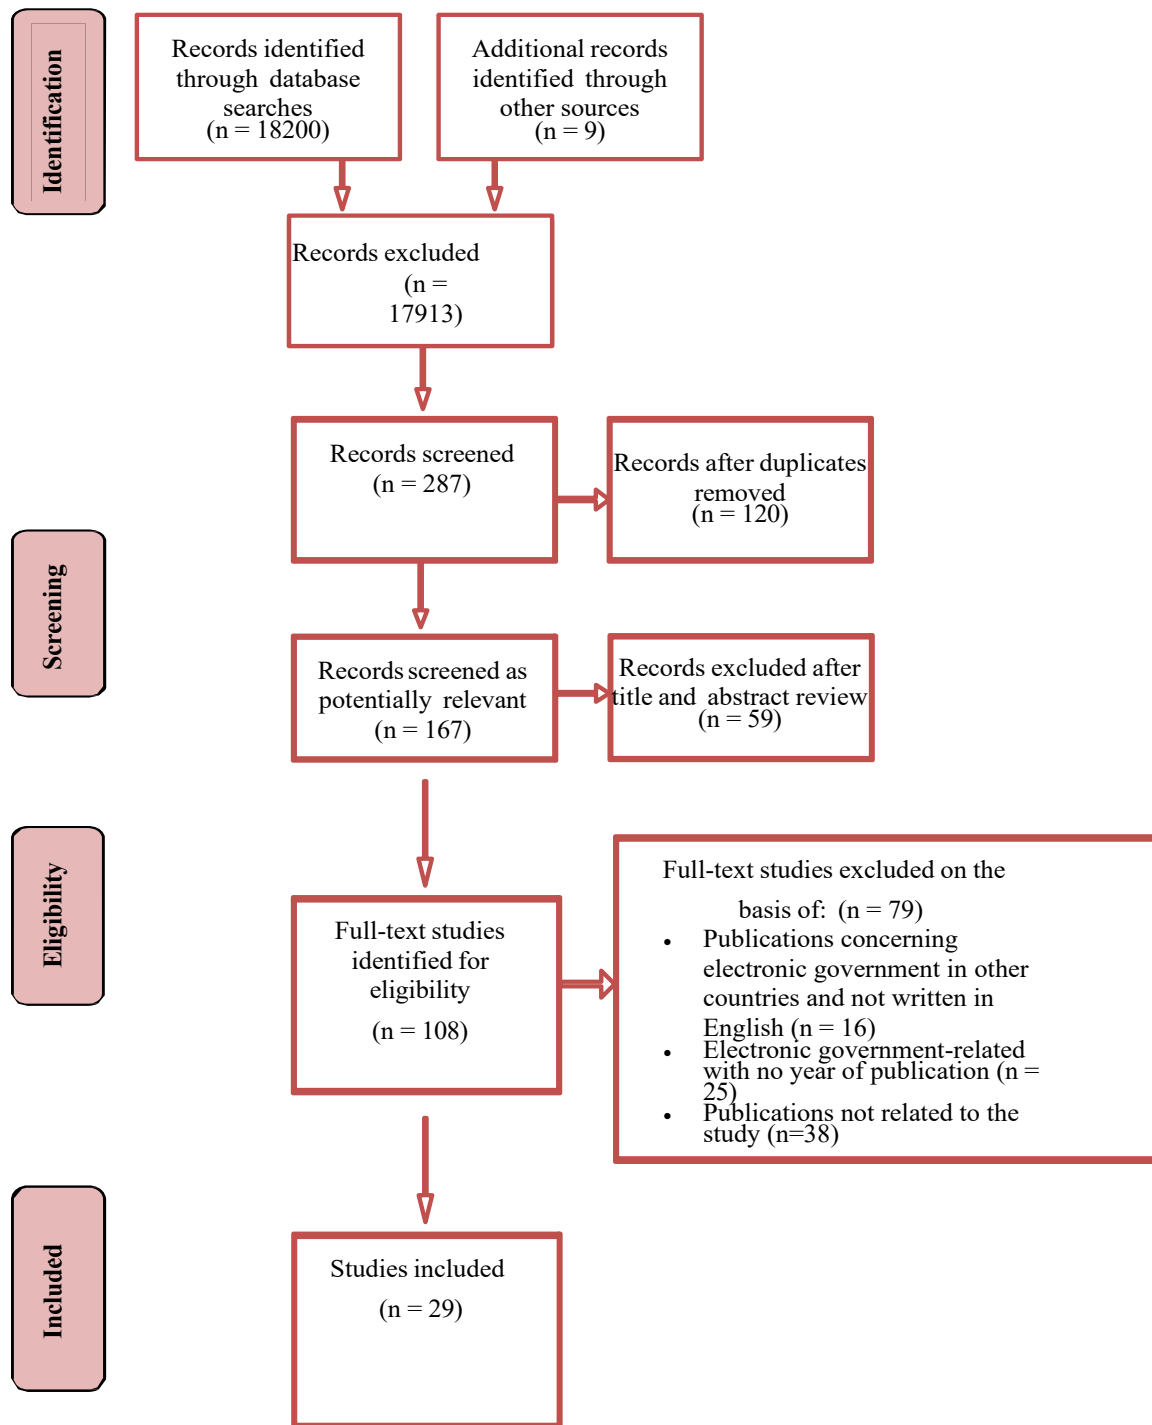 Identification
Records identified
through database
searches
(n = 18200)
Additional records
identified through
other sources
(n = 9)
Records excluded
(n =
17913)
Records screened
(n = 287)
Records after duplicates
removed
(n = 120)
Screening
Records screened as
potentially relevant
(n = 167)
Records excluded after
title and abstract review
(n = 59)
Eligibility
Full-text studies
identified for
eligibility
(n = 108)
Full-text studies excluded on the
basis of: (n = 79)
• Publications concerning
electronic government in other
countries and not written in
English (n = 16)
• Electronic government-related
with no year of publication (n =
25)
• Publications not related to the
study (n=38)
Included
Studies included
(n = 29)